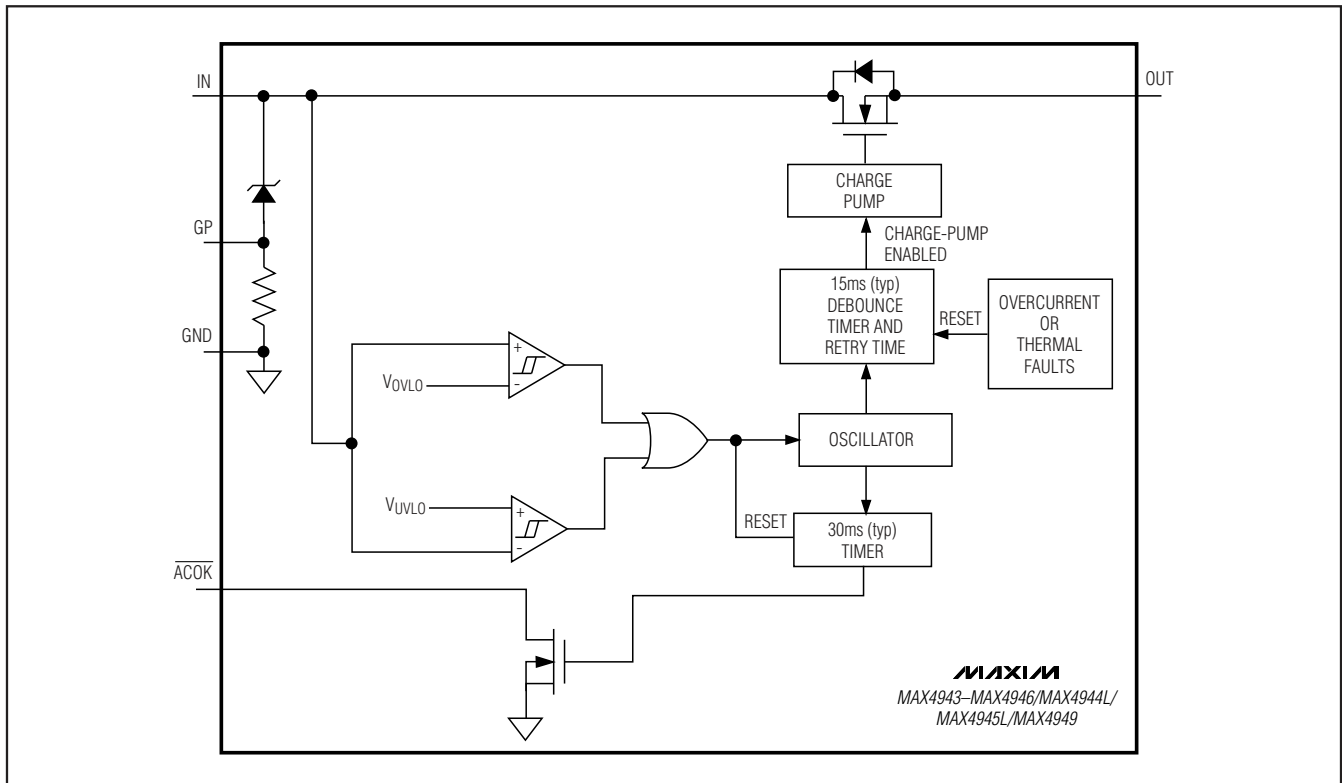 IN
OUT
CHARGE
PUMP
GP
CHARGE-PUMP
ENABLED
15ms (typ)
DEBOUNCE
TIMER AND
RETRY TIME
RESET
OVERCURRENT
OR
THERMAL
FAULTS
GND
+
VOVLO
-
OSCILLATOR
VUVLO
+
-
RESET
30ms (typ)
TIMER
ACOK
MAXIM
MAX4943–MAX4946/MAX4944L/
MAX4945L/MAX4949